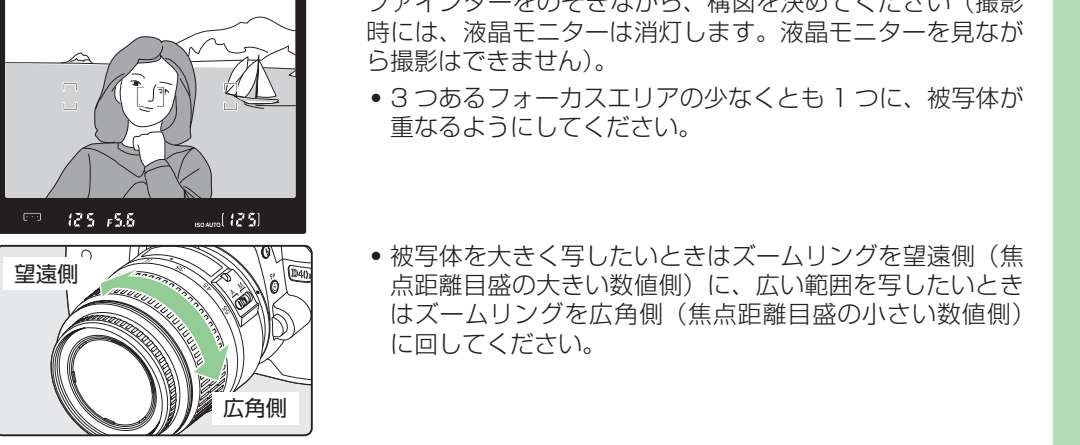 ファインダーをのぞきながら、構図を決めてください（撮影
時には、液晶モニターは消灯します。液晶モニターを見なが
ら撮影はできません）。
• 3 つあるフォーカスエリアの少なくとも 1 つに、被写体が
重なるようにしてください。
125 F5.6 ISO AUTO (125)
• 被写体を大きく写したいときはズームリングを望遠側（焦
点距離目盛の大きい数値側）に、広い範囲を写したいとき
はズームリングを広角側（焦点距離目盛の小さい数値側）
に回してください。
望遠側
D40x
広角側